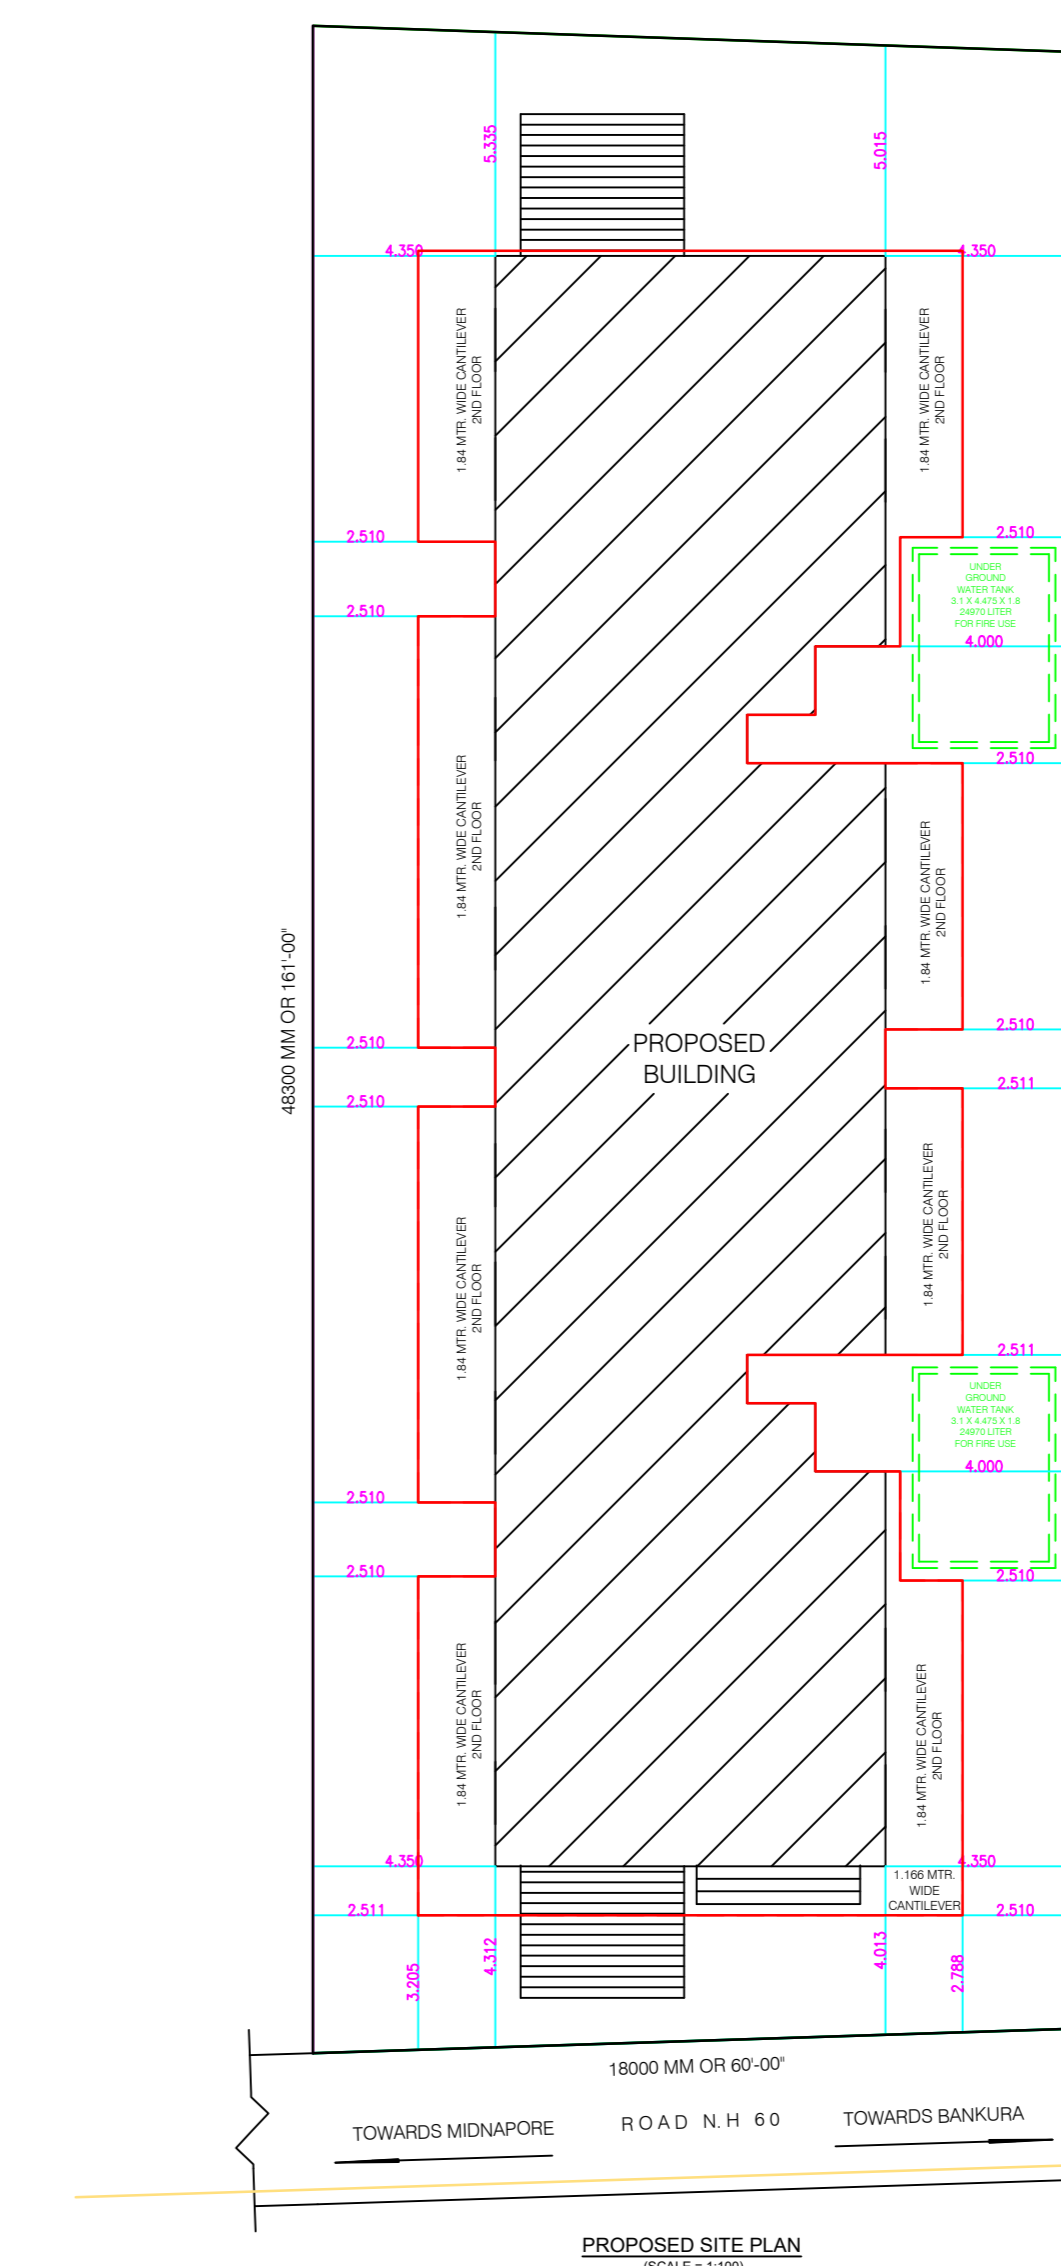 5.335
5.015
4.350
4.350
1.84 MTR. WIDE CANTILEVER
2ND FLOOR
1.84 MTR. WIDE CANTILEVER
2ND FLOOR
2.510
2.510
UNDER
GROUND
WATER TANK
3.1 X 4.475 X 1.8
24970 LITER
FOR FIRE USE
2.510
4.000
2.510
1.84 MTR. WIDE CANTILEVER
2ND FLOOR
1.84 MTR. WIDE CANTILEVER
2ND FLOOR
48300 MM OR 161'-00"
PROPOSED
BUILDING
2.510
2.510
2.510
2.511
1.84 MTR. WIDE CANTILEVER
2ND FLOOR
1.84 MTR. WIDE CANTILEVER
2ND FLOOR
2.511
UNDER
GROUND
WATER TANK
3.1 X 4.475 X 1.8
24970 LITER
FOR FIRE USE
4.000
2.510
2.510
2.510
1.84 MTR. WIDE CANTILEVER
2ND FLOOR
1.84 MTR. WIDE CANTILEVER
2ND FLOOR
4.350
4.350
1.166 MTR.
WIDE
CANTILEVER
2.511
2.510
3.205
4.312
4.013
2.788
18000 MM OR 60'-00"
TOWARDS MIDNAPORE
ROAD N.H 60
TOWARDS BANKURA
PROPOSED SITE PLAN
(SCALE = 1:100)